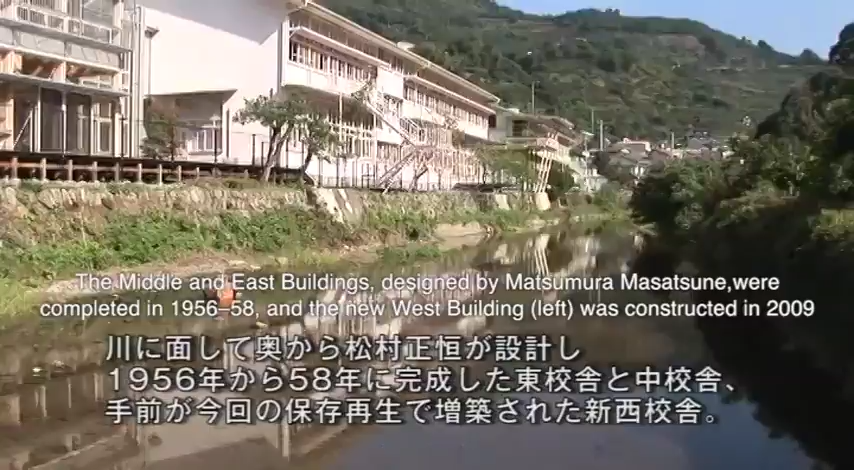 The Middle and East Buildings, designed by Matsumura Masatsune,were
completed in 1956–58, and the new West Building (left) was constructed in 2009
川に面して奥から松村正恒が設計し
1956年から58年に完成した東校舎と中校舎、
手前が今回の保存再生で増築された新西校舎。